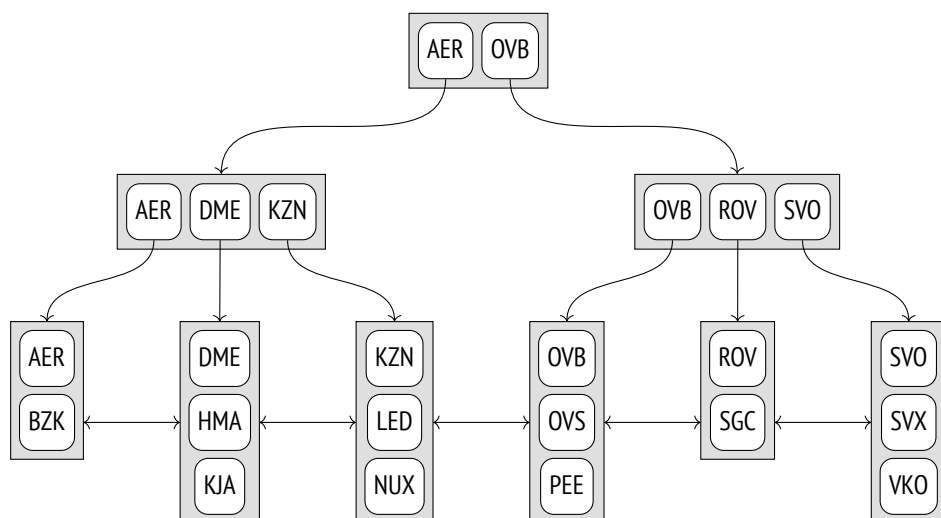 AER OVB
AER DME KZN OVB ROV SVO
AER DME KZN OVB ROV SVO
BZK HMA LED OVS SGC SVX
KJA NUX PEE VKO